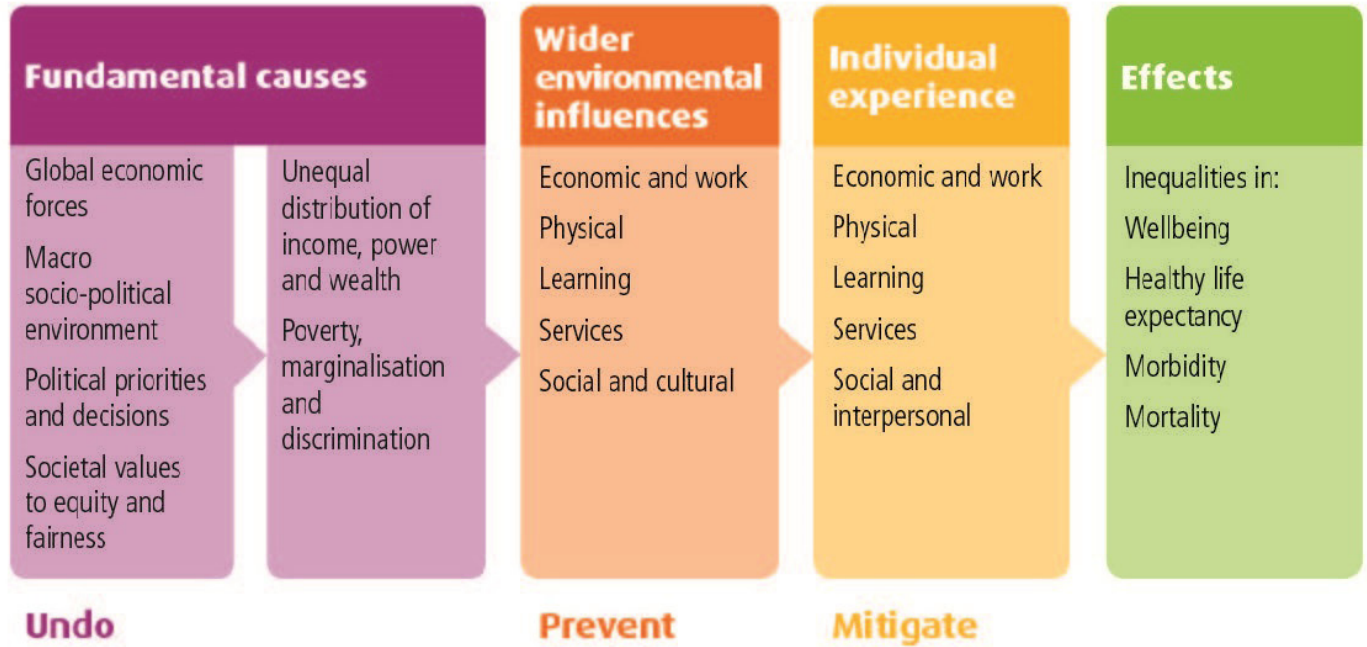 Fundamental causes
Global economic
forces
Macro
socio-political
environment
Political priorities
and decisions
Societal values
to equity and
fairness
Unequal
distribution of
income, power
and wealth
Poverty,
marginalisation
and
discrimination
Undo
Wider
environmental
influences
Economic and work
Physical
Learning
Services
Social and cultural
Prevent
Individual
experience
Economic and work
Physical
Learning
Services
Social and
interpersonal
Mitigate
Effects
Inequalities in:
Wellbeing
Healthy life
expectancy
Morbidity
Mortality